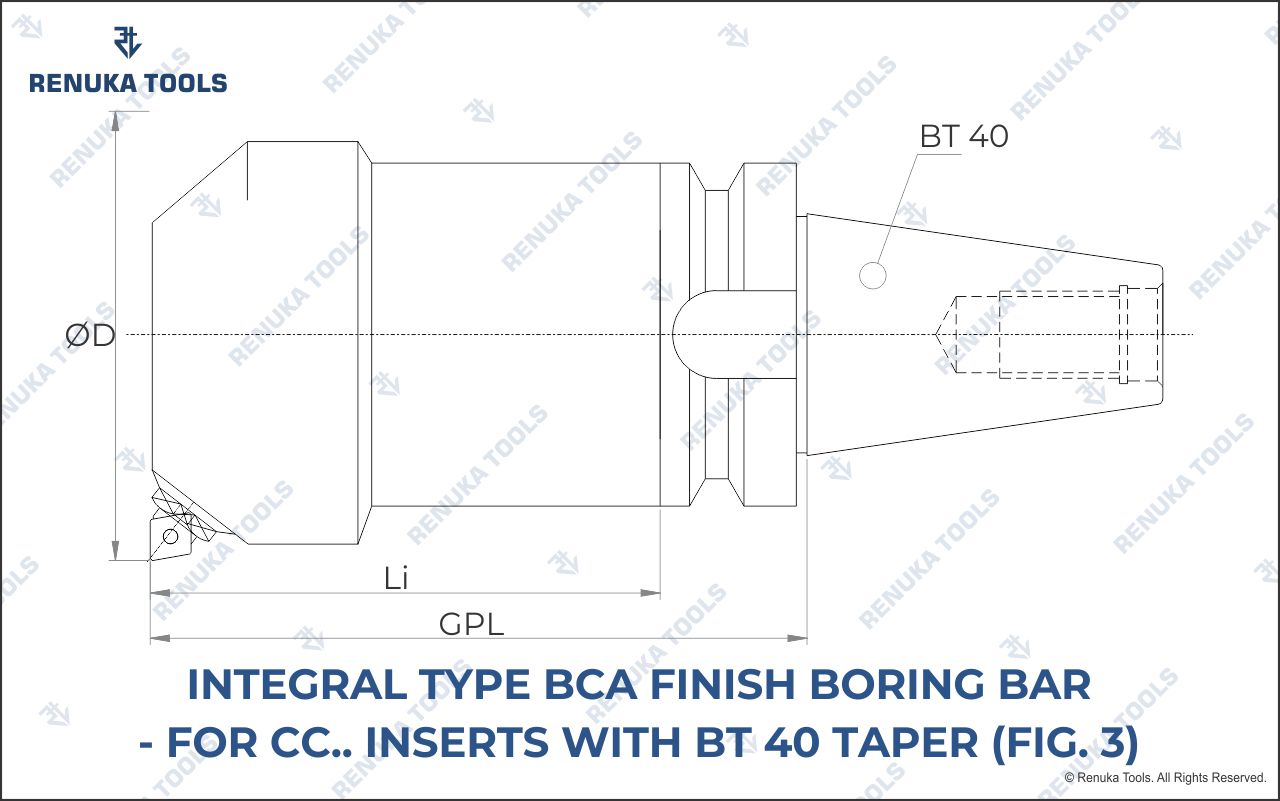 RENUKA TOOLS
BT 40
ØD
Li
GPL
INTEGRAL TYPE BCA FINISH BORING BAR
- FOR CC.. INSERTS WITH BT 40 TAPER (FIG. 3)
© Renuka Tools. All Rights Reserved.